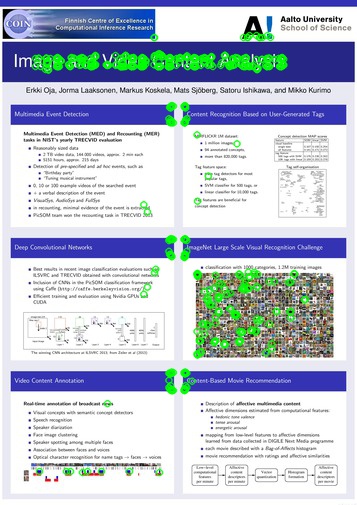 COIN
Finnish Centre of Excellence in
Computational Inference Research
A!
Aalto University
School of Science
Image and Video Content Analysis
Erkki Oja, Jorma Laaksonen, Markus Koskela, Mats Sjöberg, Satoru Ishikawa, and Mikko Kurimo
Multimedia Event Detection
Multimedia Event Detection (MED) and Recounting (MER)
tasks in NIST's yearly TRECVID evaluation
Reasonably sized data
2 TB video data, 144 000 videos, approx. 2 min each
5151 hours, approx. 215 days
Detection of pre-specified and ad hoc events, such as
"Birthday party"
"Tuning musical instrument"
0, 10 or 100 example videos of the searched event
+ a verbal description of the event
VisualSys, AudioSys and FullSys
in recounting, minimal evidence of the event is extracted
PicSOM team won the recounting task in TRECVID 2013
Content Recognition Based on User-Generated Tags
MIRFLICKR 1M dataset:
1 million images
94 annotated concepts,
more than 820,000 tags.
Tag feature space:
tag detectors for most
tags,
SVM classifier for 600 tags, or
linear classifier for 10,000 tags
features are beneficial for
concept detection
Concept detection MAP-scores
Tag self-organisation
Deep Convolutional Networks
Best results in recent image classification evaluations such
ILSVRC and TRECVID obtained with convolutional networks
Inclusion of CNNs in the PicSOM classification framework
using Caffe (http://caffe.berkeleyvision.org/)
Efficient training and evaluation using Nvidia GPUs and
CUDA
The winning CNN architecture at ILSVRC 2013: from Zeiler et al (2013)
ImageNet Large Scale Visual Recognition Challenge
classification with 1000 categories, 1.2M training images
Video Content Annotation
Real-time annotation of broadcast news
Visual concepts with semantic concept detectors
Speech recognition
Speaker diarization
Face image clustering
Speaker spotting among multiple faces
Association between faces and voices
Optical character recognition for name tags -> faces -> voices
Content-Based Movie Recommendation
Description of affective multimedia content
Affective dimensions estimated from computational features:
hedonic tone valence
tense arousal
energetic arousal
mapping from low-level features to affective dimensions
learned from data collected in DIGILE Next Media programme
each movie described with a Bag-of-Affects histogram
movie recommendation with ratings and affective similarities
Low-level
computational
features
per minute
Affective
content
description
per minute
Vector
quantization
Histogram
formation
Affective
content
description
per movie